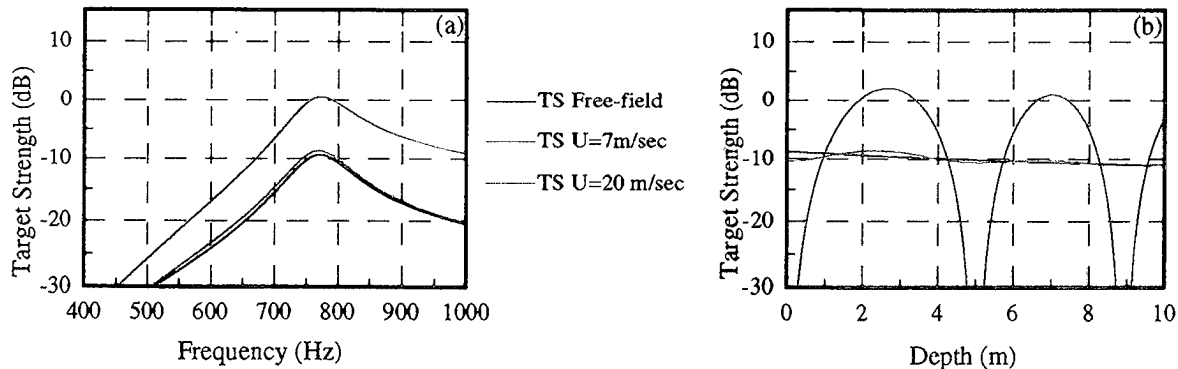 (a)
15
10
0
-10
-20
-30
Target Strength (dB)
400 500 600 700 800 900 1000
Frequency (Hz)
TS Free-field
TS U=7m/sec
TS U=20 m/sec
(b)
10
0
-10
-20
-30
Target Strength (dB)
0 2 4 6 8 10
Depth (m)